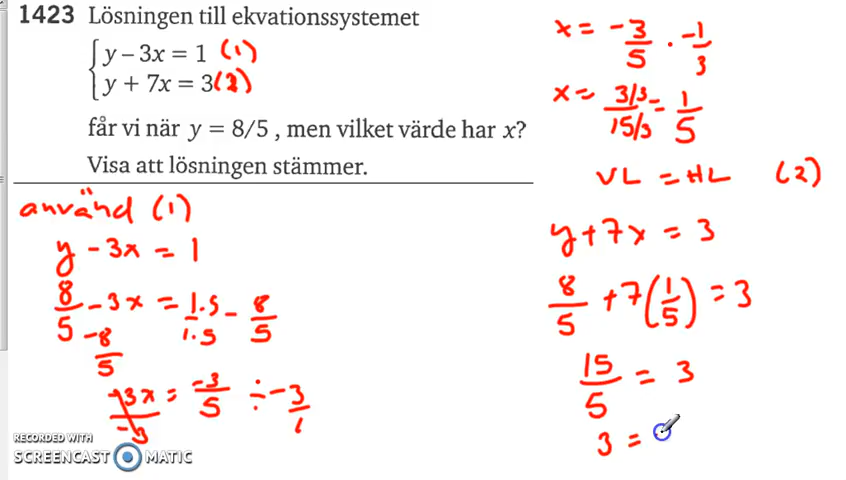 1423 Lösningen till ekvationssystemet
y – 3x = 1 (1)
y + 7x = 3 (2)
får vi när y = 8/5 , men vilket värde har x?
Visa att lösningen stämmer.
använd (1)
y - 3x = 1
8/5 - 3x = 1.5/1.5 - 8/5
-8/5
-3x/-3 = -3/5 ÷ -3/1
x = -3/5 · -1/3
x = 3/3/15/3 = 1/5
VL = HL (2)
y + 7x = 3
8/5 + 7(1/5) = 3
15/5 = 3
3 =
RECORDED WITH
SCREENCAST MATIC